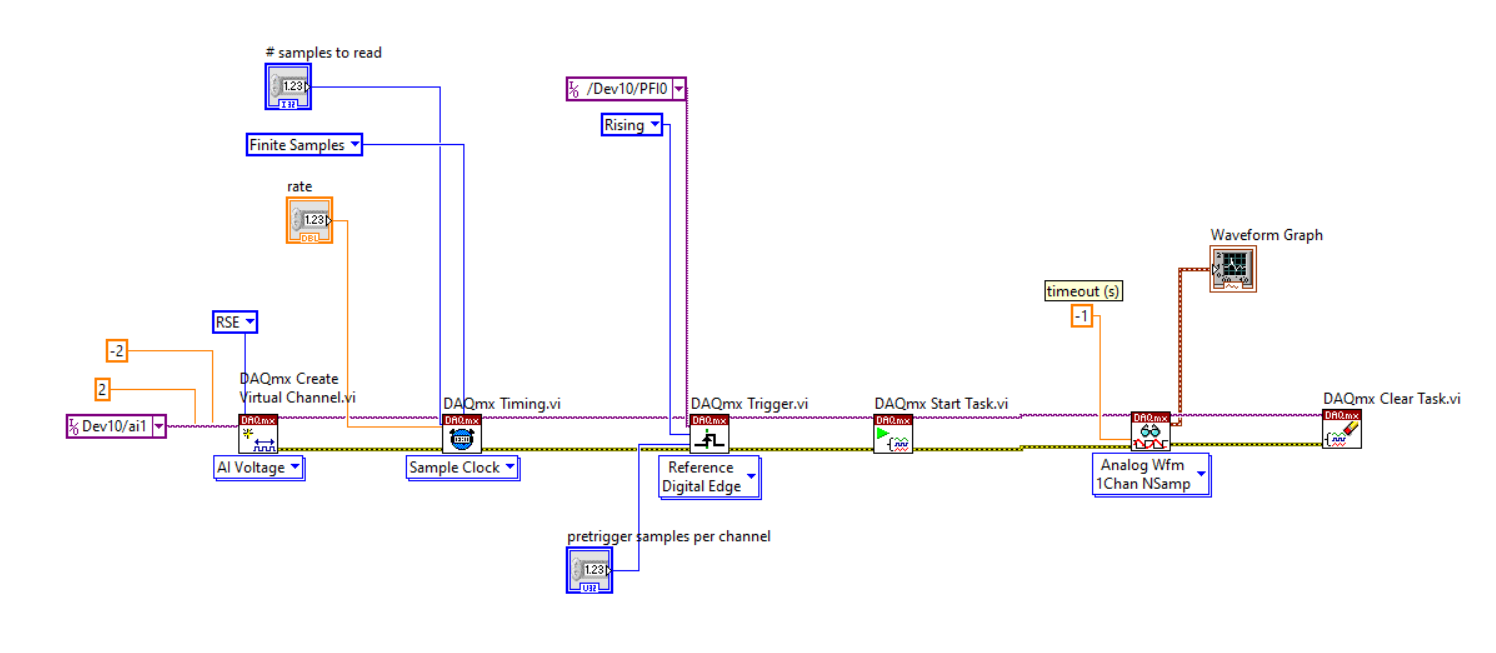 # samples to read
1.23
I32
/Dev10/PFI0
Rising
Finite Samples
rate
1.23
DBL
Waveform Graph
timeout (s)
-1
RSE
-2
2
Dev10/ai1
DAQmx Create
Virtual Channel.vi
DAQmx
AI Voltage
DAQmx Timing.vi
DAQmx
Sample Clock
DAQmx Trigger.vi
DAQmx
Reference
Digital Edge
DAQmx Start Task.vi
DAQmx
DAQmx
Analog Wfm
1Chan NSamp
DAQmx Clear Task.vi
DAQmx
pretrigger samples per channel
1.23
U32